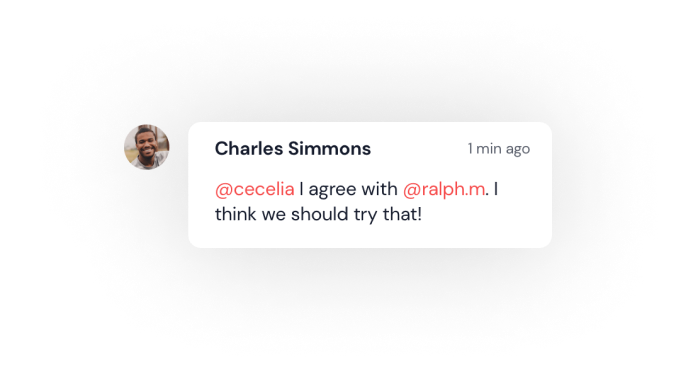 Charles Simmons 1 min ago
@cecelia I agree with @ralph.m. I
think we should try that!